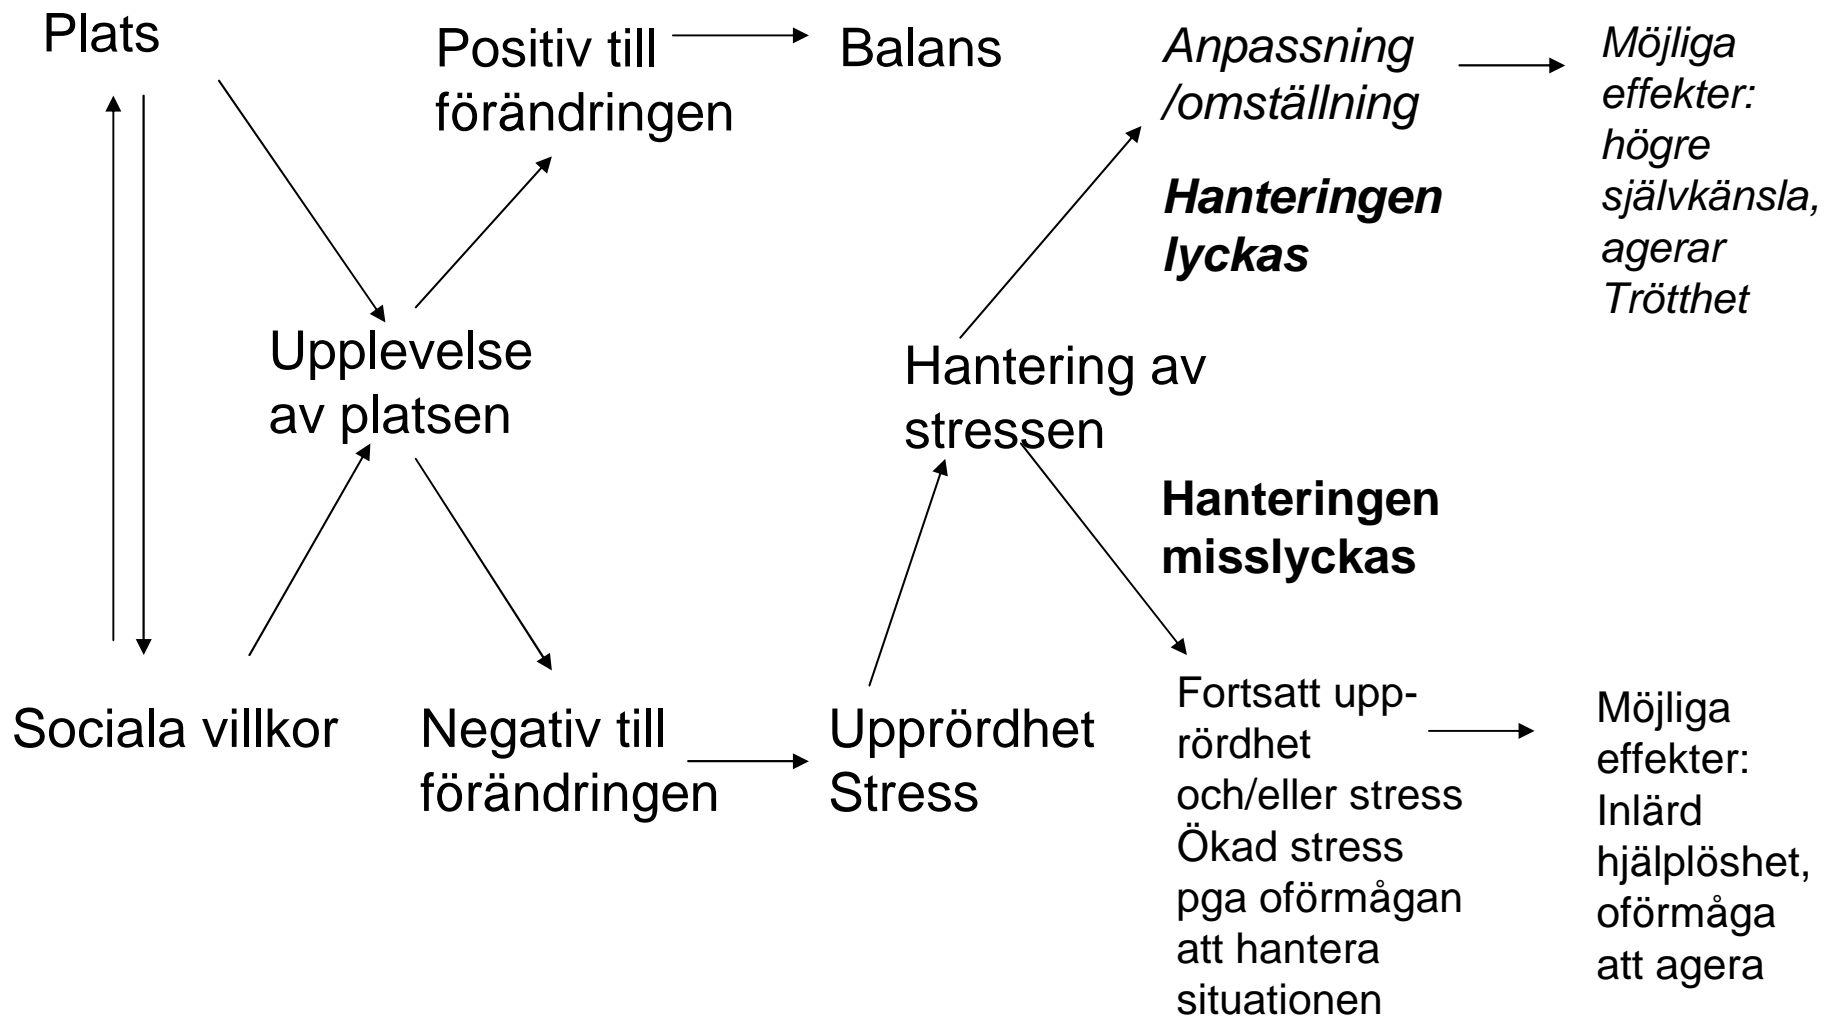 Plats
Positiv till
förändringen
Balans
Anpassning
/omställning
Möjliga
effekter:
högre
självkänsla,
agerar
Trötthet
Hanteringen
lyckas
Upplevelse
av platsen
Hantering av
stressen
Hanteringen
misslyckas
Sociala villkor
Negativ till
förändringen
Upprördhet
Stress
Fortsatt upp-
rördhet
och/eller stress
Ökad stress
pga oförmågan
att hantera
situationen
Möjliga
effekter:
Inlärd
hjälplöshet,
oförmåga
att agera